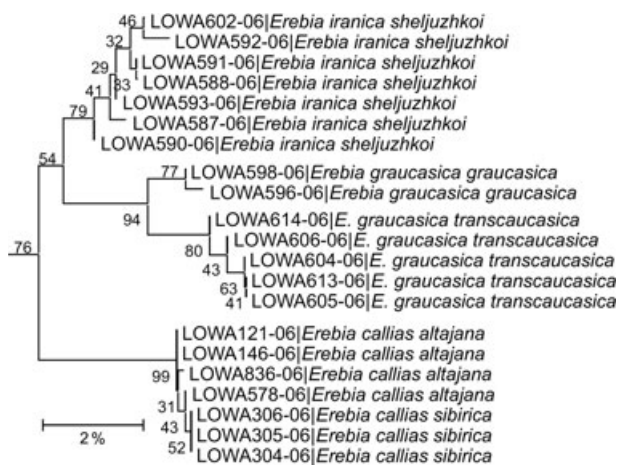 46 LOWA602-06|Erebia iranica sheljuzhkoi
32 LOWA592-06|Erebia iranica sheljuzhkoi
29 LOWA591-06|Erebia iranica sheljuzhkoi
33 LOWA588-06|Erebia iranica sheljuzhkoi
41 LOWA593-06|Erebia iranica sheljuzhkoi
79 LOWA587-06|Erebia iranica sheljuzhkoi
LOWA590-06|Erebia iranica sheljuzhkoi
54
77 LOWA598-06|Erebia graucasica graucasica
LOWA596-06|Erebia graucasica graucasica
94 LOWA614-06|E. graucasica transcaucasica
76 80 LOWA606-06|E. graucasica transcaucasica
43 LOWA604-06|E. graucasica transcaucasica
63 LOWA613-06|E. graucasica transcaucasica
41 LOWA605-06|E. graucasica transcaucasica
LOWA121-06|Erebia callias altajana
LOWA146-06|Erebia callias altajana
99 LOWA836-06|Erebia callias altajana
31 LOWA578-06|Erebia callias altajana
43 LOWA306-06|Erebia callias sibirica
2 % 52 LOWA305-06|Erebia callias sibirica
LOWA304-06|Erebia callias sibirica